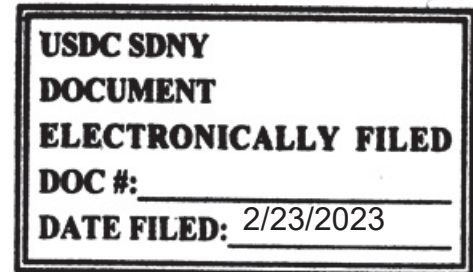 USDC SDNY
DOCUMENT
ELECTRONICALLY FILED
DOC #:
DATE FILED: 2/23/2023